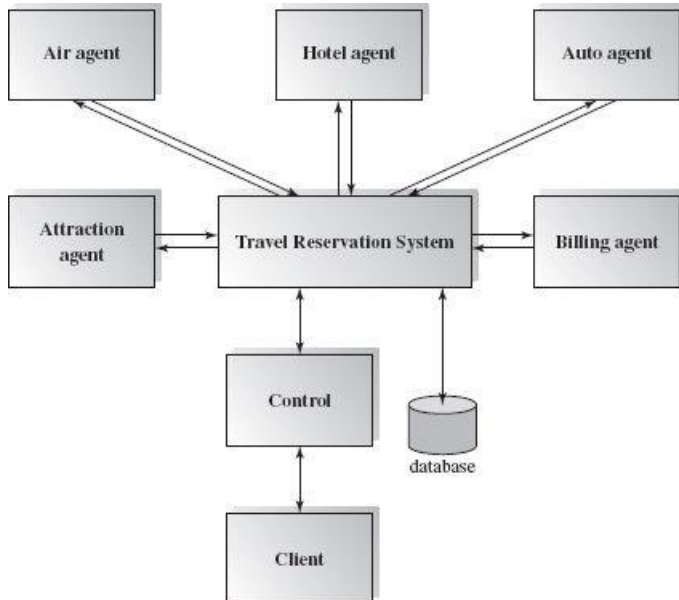 Air agent
Hotel agent
Auto agent
Attraction
agent
Travel Reservation System
Billing agent
Control
database
Client